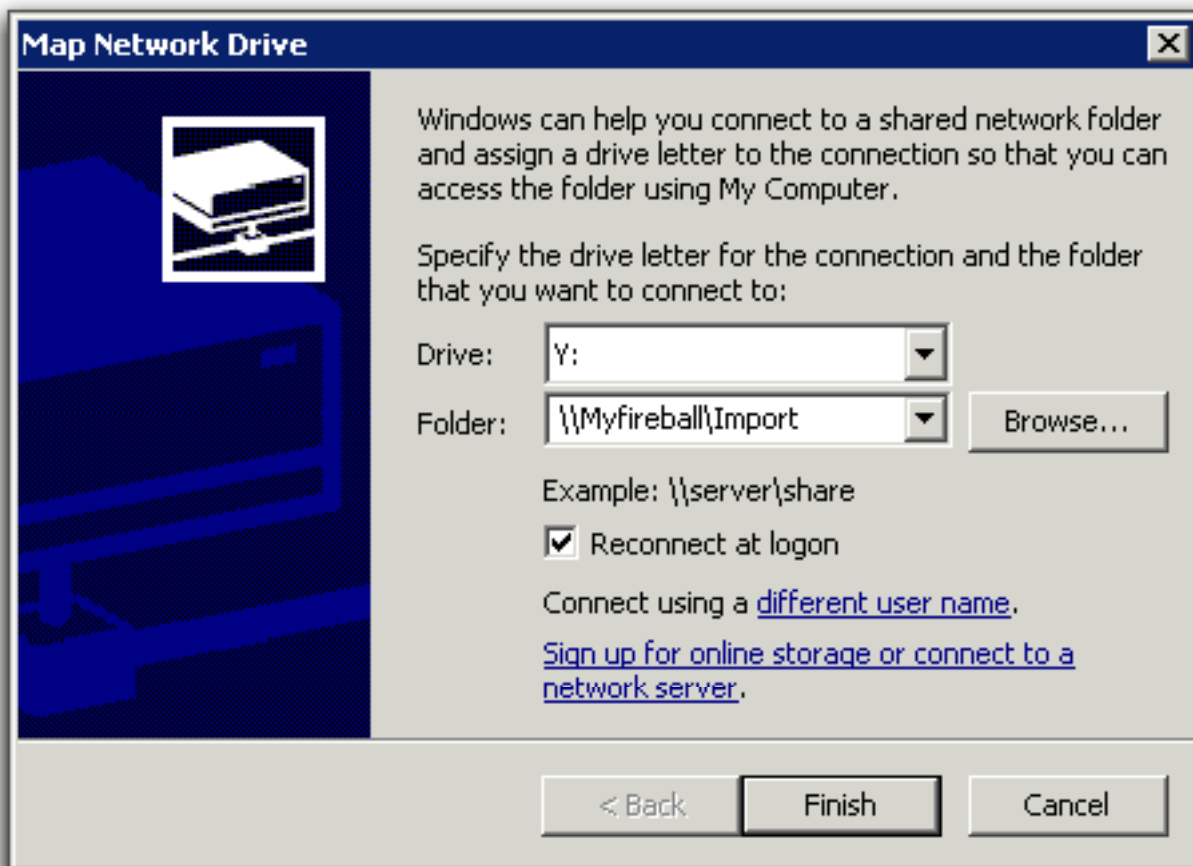 Map Network Drive
Windows can help you connect to a shared network folder
and assign a drive letter to the connection so that you can
access the folder using My Computer.
Specify the drive letter for the connection and the folder
that you want to connect to:
Drive: Y:
Folder: \\Myfireball\Import Browse...
Example: \\server\share
Reconnect at logon
Connect using a different user name.
Sign up for online storage or connect to a
network server.
< Back Finish Cancel